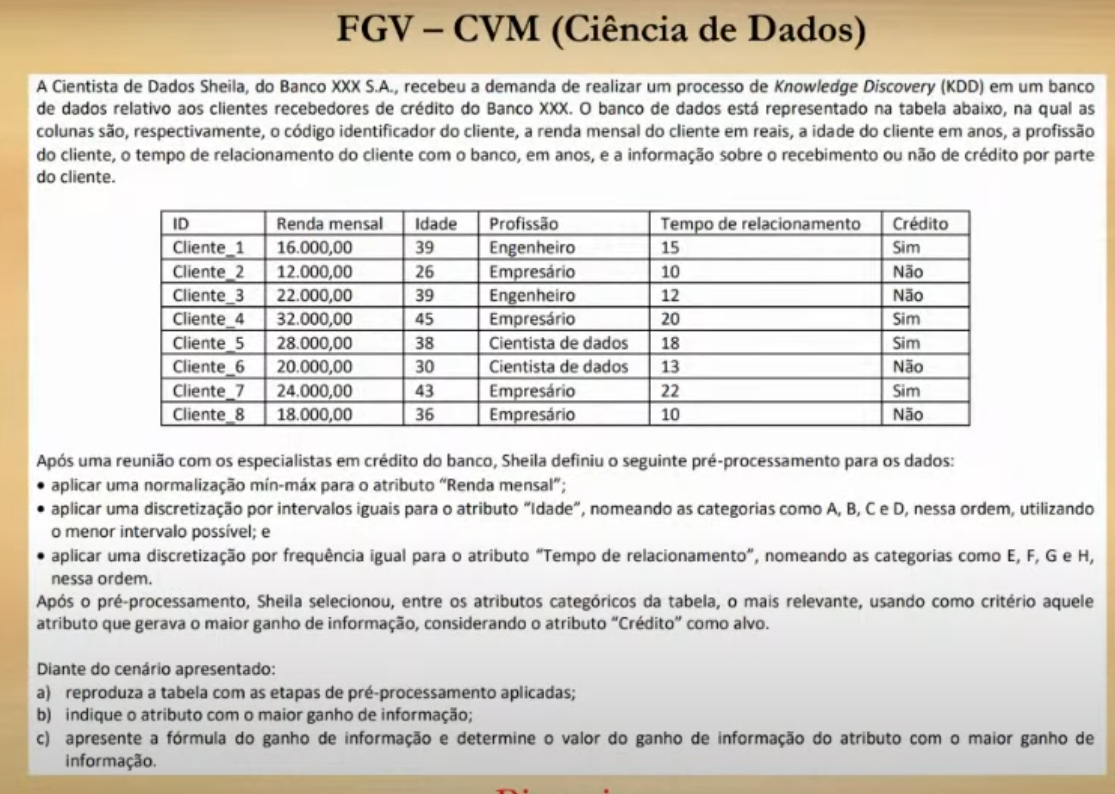 FGV – CVM (Ciência de Dados)
A Cientista de Dados Sheila, do Banco XXX S.A., recebeu a demanda de realizar um processo de Knowledge Discovery (KDD) em um banco
de dados relativo aos clientes recebedores de crédito do Banco XXX. O banco de dados está representado na tabela abaixo, na qual as
colunas são, respectivamente, o código identificador do cliente, a renda mensal do cliente em reais, a idade do cliente em anos, a profissão
do cliente, o tempo de relacionamento do cliente com o banco, em anos, e a informação sobre o recebimento ou não de crédito por parte
do cliente.
ID Renda mensal Idade Profissão Tempo de relacionamento Crédito
Cliente_1 16.000,00 39 Engenheiro 15 Sim
Cliente_2 12.000,00 26 Empresário 10 Não
Cliente_3 22.000,00 39 Engenheiro 12 Não
Cliente_4 32.000,00 45 Empresário 20 Sim
Cliente_5 28.000,00 38 Cientista de dados 18 Sim
Cliente_6 20.000,00 30 Cientista de dados 13 Não
Cliente_7 24.000,00 43 Empresário 22 Sim
Cliente_8 18.000,00 36 Empresário 10 Não
Após uma reunião com os especialistas em crédito do banco, Sheila definiu o seguinte pré-processamento para os dados:
• aplicar uma normalização mín-máx para o atributo "Renda mensal";
• aplicar uma discretização por intervalos iguais para o atributo "Idade", nomeando as categorias como A, B, C e D, nessa ordem, utilizando
o menor intervalo possível; e
• aplicar uma discretização por frequência igual para o atributo "Tempo de relacionamento", nomeando as categorias como E, F, G e H,
nessa ordem.
Após o pré-processamento, Sheila selecionou, entre os atributos categóricos da tabela, o mais relevante, usando como critério aquele
atributo que gerava o maior ganho de informação, considerando o atributo "Crédito" como alvo.
Diante do cenário apresentado:
a) reproduza a tabela com as etapas de pré-processamento aplicadas;
b) indique o atributo com o maior ganho de informação;
c) apresente a fórmula do ganho de informação e determine o valor do ganho de informação do atributo com o maior ganho de
informação.